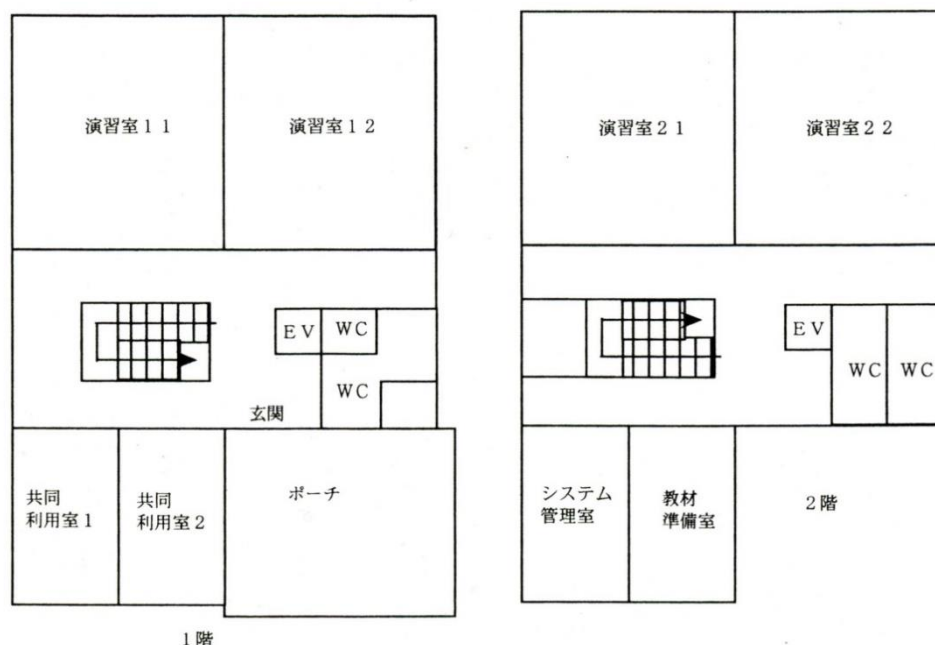 演習室11
演習室12
EV
WC
WC
玄関
共同
利用室1
共同
利用室2
ポーチ
1階
演習室21
演習室22
EV
WC
WC
システム
管理室
教材
準備室
2階